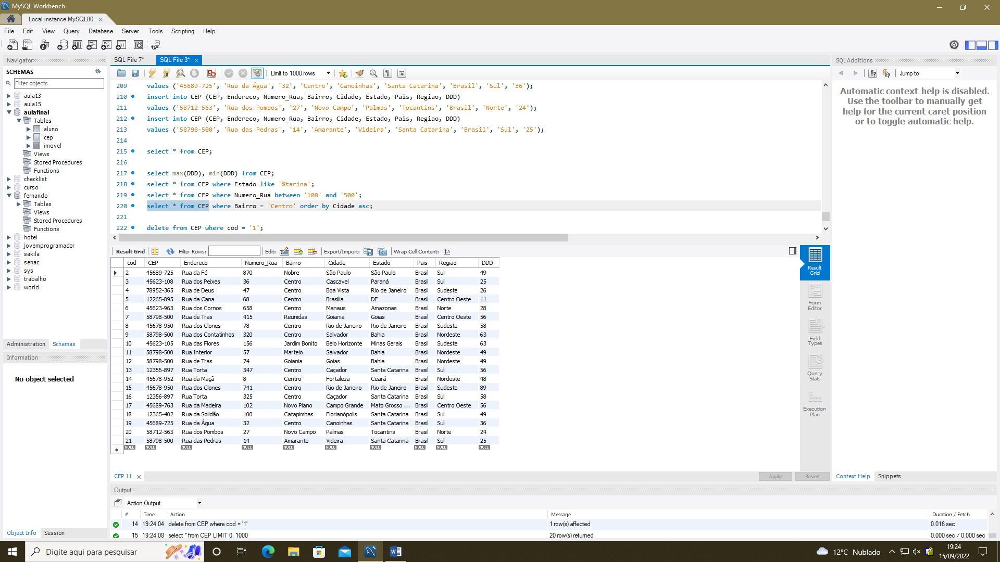 MySQL Workbench
Local instance MySQL80
File Edit View Query Database Server Tools Scripting Help
Navigator
SCHEMAS
Filter objects
aula13
aula15
aulafinal
Tables
aluno
cep
imovel
Views
Stored Procedures
Functions
checklist
curso
fernando
Tables
Views
Stored Procedures
Functions
hotel
jovemprogramador
sakila
senac
sys
trabalho
world
Administration Schemas
Information
No object selected
Object Info Session
SQL File 7* SQL File 3*
Limit to 1000 rows
209 values ('45689-725', 'Rua da Água', '32', 'Centro', 'Canoinhas', 'Santa Catarina', 'Brasil', 'Sul', '36');
210 insert into CEP (CEP, Endereco, Numero_Rua, Bairro, Cidade, Estado, Pais, Regiao, DDD)
211 values ('58712-563', 'Rua dos Pombos', '27', 'Novo Campo', 'Palmas', 'Tocantins', 'Brasil', 'Norte', '24');
212 insert into CEP (CEP, Endereco, Numero_Rua, Bairro, Cidade, Estado, Pais, Regiao, DDD)
213 values ('58798-500', 'Rua das Pedras', '14', 'Amarante', 'Videira', 'Santa Catarina', 'Brasil', 'Sul', '25');
214
215 select * from CEP;
216
217 select max(DDD), min(DDD) from CEP;
218 select * from CEP where Estado like '%tarina';
219 select * from CEP where Numero_Rua between '100' and '500';
220 select * from CEP where Bairro = 'Centro' order by Cidade asc;
221
222 delete from CEP where cod = '1';
Result Grid Filter Rows: Edit: Export/Import: Wrap Cell Content:
cod CEP Endereco Numero_Rua Bairro Cidade Estado Pais Regiao DDD
2 45689-725 Rua da Fé 870 Nobre São Paulo São Paulo Brasil Sul 49
3 45623-108 Rua dos Peixes 36 Centro Cascavel Paraná Brasil Sul 25
4 78952-365 Rua de Deus 47 Centro Boa Vista Rio de Janeiro Brasil Sudeste 26
5 12265-895 Rua da Cana 68 Centro Brasilia DF Brasil Centro Oeste 11
6 45623-963 Rua dos Cornos 658 Centro Manaus Amazonas Brasil Norte 28
7 58798-500 Rua de Tras 415 Reunidas Goiania Goias Brasil Centro Oeste 56
8 45678-950 Rua dos Clones 78 Centro Rio de Janeiro Rio de Janeiro Brasil Sudeste 58
9 58798-500 Rua dos Contatinhos 320 Centro Salvador Bahia Brasil Nordeste 63
10 45623-105 Rua das Flores 156 Jardim Bonito Belo Horizonte Minas Gerais Brasil Sudeste 63
11 58798-500 Rua Interior 57 Martelo Salvador Bahia Brasil Nordeste 49
12 58798-500 Rua de Tras 74 Goiania Goias Bahia Brasil Nordeste 49
13 12356-897 Rua Torta 347 Centro Caçador Santa Catarina Brasil Sul 56
14 45678-952 Rua da Maçã 8 Centro Fortaleza Ceará Brasil Nordeste 48
15 45678-950 Rua dos Clones 741 Centro Rio de Janeiro Rio de Janeiro Brasil Sudeste 89
16 12356-897 Rua Torta 325 Centro Caçador Santa Catarina Brasil Sul 58
17 45689-763 Rua da Madeira 102 Novo Plano Campo Grande Mato Grosso ... Brasil Centro Oeste 56
18 12365-402 Rua da Solidão 100 Catapimbas Florianópolis Santa Catarina Brasil Sul 49
19 45689-725 Rua da Água 32 Centro Canoinhas Santa Catarina Brasil Sul 36
20 58712-563 Rua dos Pombos 27 Novo Campo Palmas Tocantins Brasil Norte 24
21 58798-500 Rua das Pedras 14 Amarante Videira Santa Catarina Brasil Sul 25
NULL NULL NULL NULL NULL NULL NULL NULL NULL NULL
Result
Grid
Form
Editor
Field
Types
Query
Stats
Execution
Plan
CEP 11
Apply Revert
Output
Action Output
# Time Action Message Duration / Fetch
14 19:24:04 delete from CEP where cod = '1' 1 row(s) affected 0.016 sec
15 19:24:08 select * from CEP LIMIT 0, 1000 20 row(s) returned 0.000 sec / 0.000 sec
SQLAdditions
Jump to
Automatic context help is disabled.
Use the toolbar to manually get
help for the current caret position
or to toggle automatic help.
Context Help Snippets
Digite aqui para pesquisar
12°C Nublado
19:24
15/09/2022